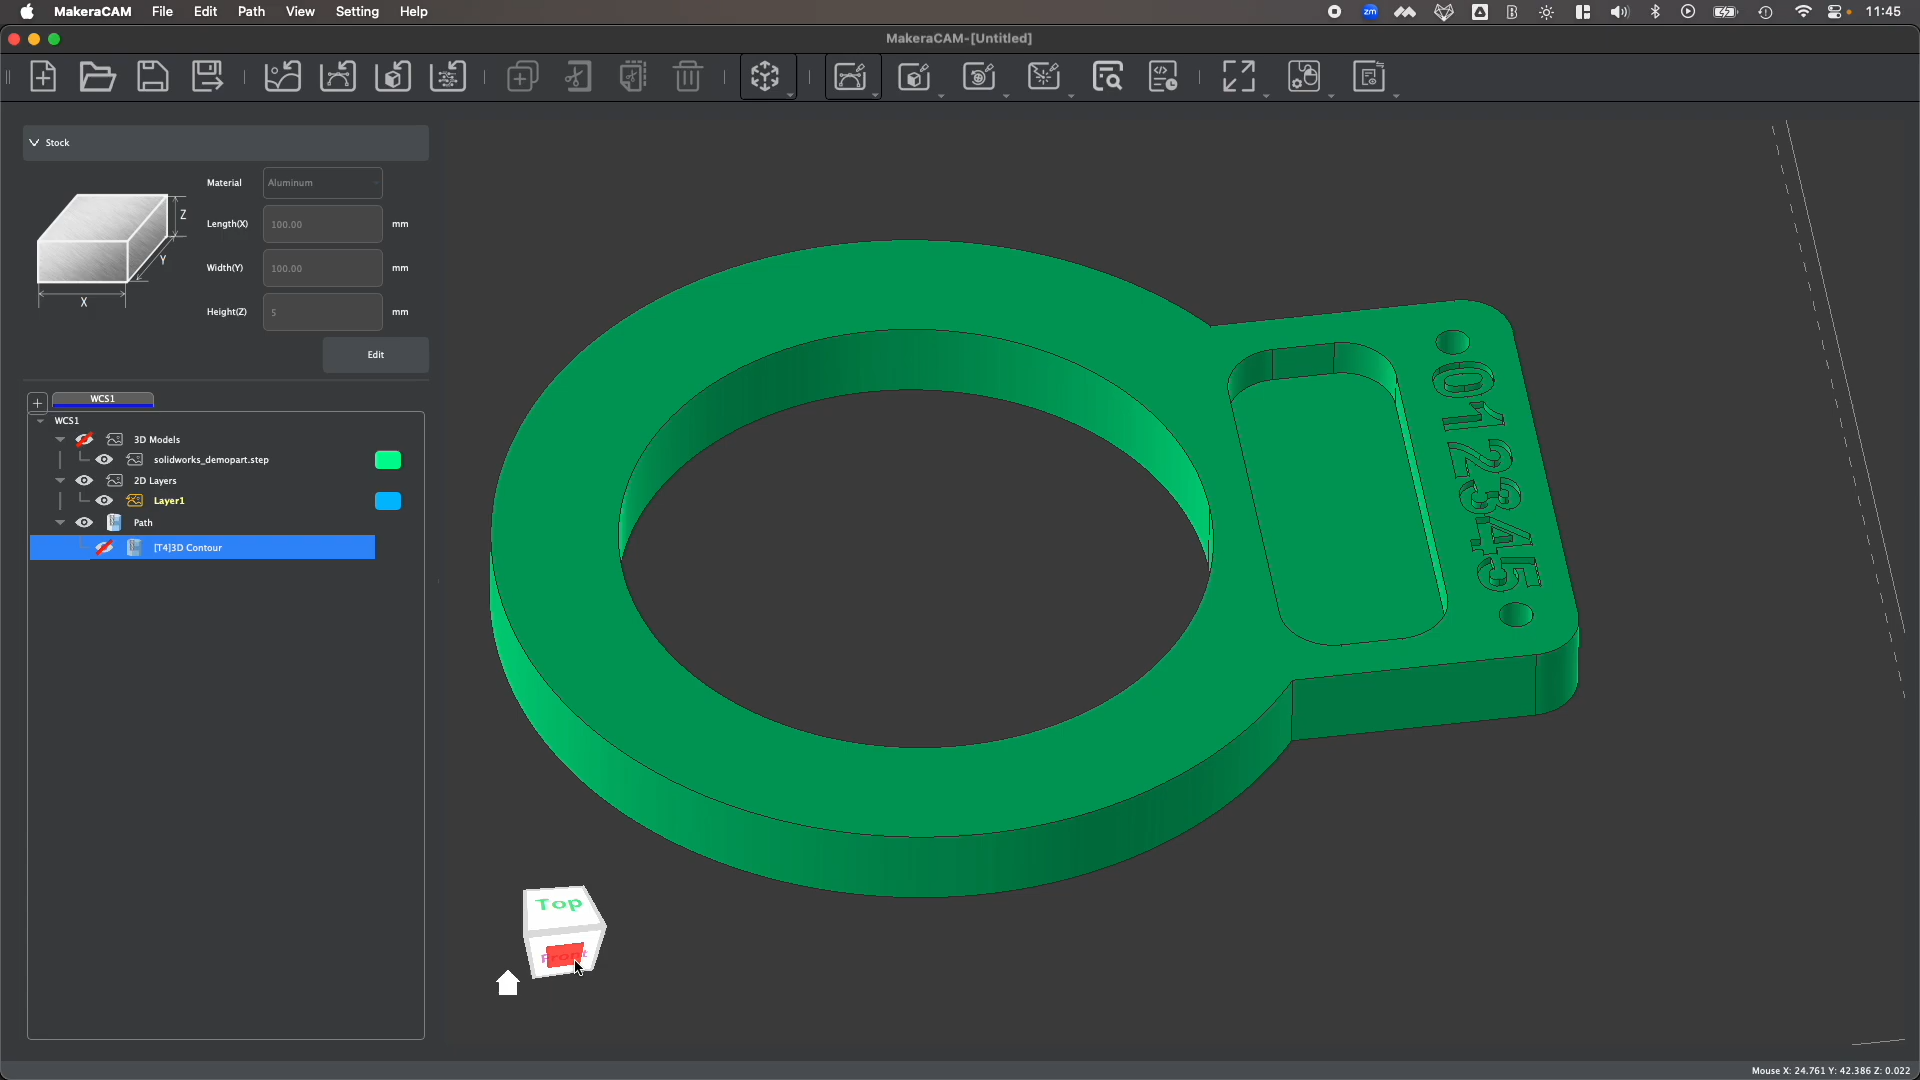 MakeraCAM File Edit Path View Setting Help
zm
11:45
MakeraCAM-[Untitled]
Stock
Material Aluminum
Length(X) 100.00 mm
Width(Y) 100.00 mm
Height(Z) 5 mm
Z
Y
X
Edit
+ WCS1
WCS1
3D Models
solidworks_demopart.step
2D Layers
Layer1
Path
[T4]3D Contour
012345
Top
Front
Mouse X: 24.761 Y: 42.386 Z: 0.022